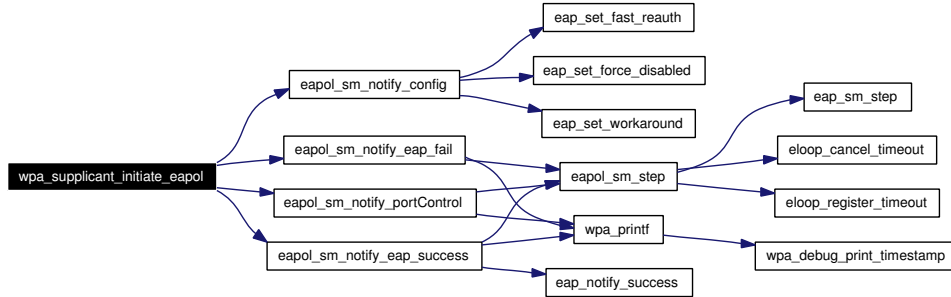 wpa_supplicant_initiate_eapol
eapol_sm_notify_config
eapol_sm_notify_eap_fail
eapol_sm_notify_portControl
eapol_sm_notify_eap_success
eap_set_fast_reauth
eap_set_force_disabled
eap_set_workaround
eapol_sm_step
wpa_printf
eap_notify_success
eap_sm_step
eloop_cancel_timeout
eloop_register_timeout
wpa_debug_print_timestamp